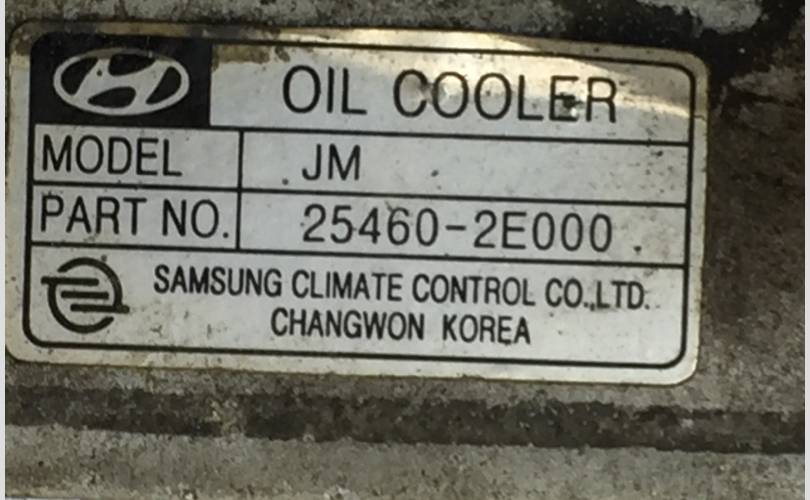 OIL COOLER
MODEL JM
PART NO. 25460-2E000
SAMSUNG CLIMATE CONTROL CO.,LTD.
CHANGWON KOREA